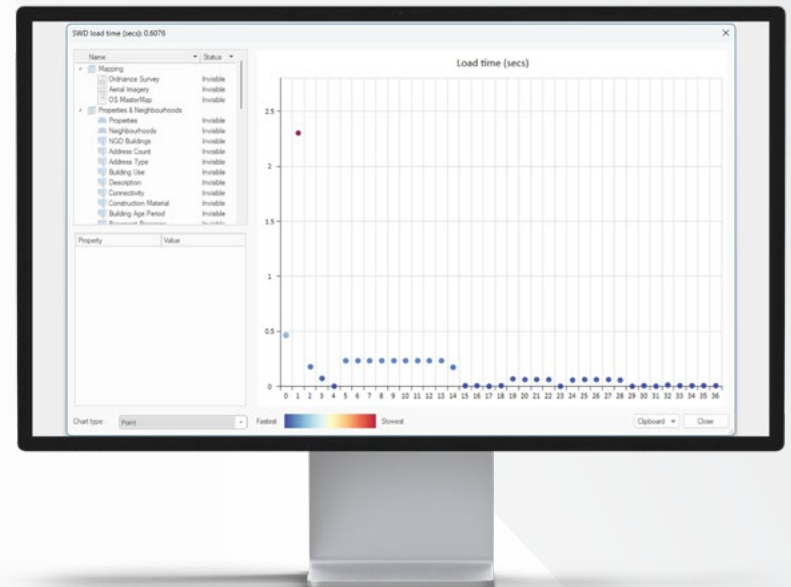 SWD load time (secs): 0.6076
Name Status
Mapping
Ordnance Survey Invisible
Aerial Imagery Invisible
OS MasterMap Invisible
Properties & Neighbourhoods
Properties Invisible
Neighbourhoods Invisible
NGD Buildings Invisible
Address Count Invisible
Address Type Invisible
Building Use Invisible
Description Invisible
Connectivity Invisible
Construction Material Invisible
Building Age Period Invisible
Property Value
Chart type: Point
Load time (secs)
2.5
2
1.5
1
0.5
0
0 1 2 3 4 5 6 7 8 9 10 11 12 13 14 15 16 17 18 19 20 21 22 23 24 25 26 27 28 29 30 31 32 33 34 35 36
Fastest Slowest
Clipboard Close